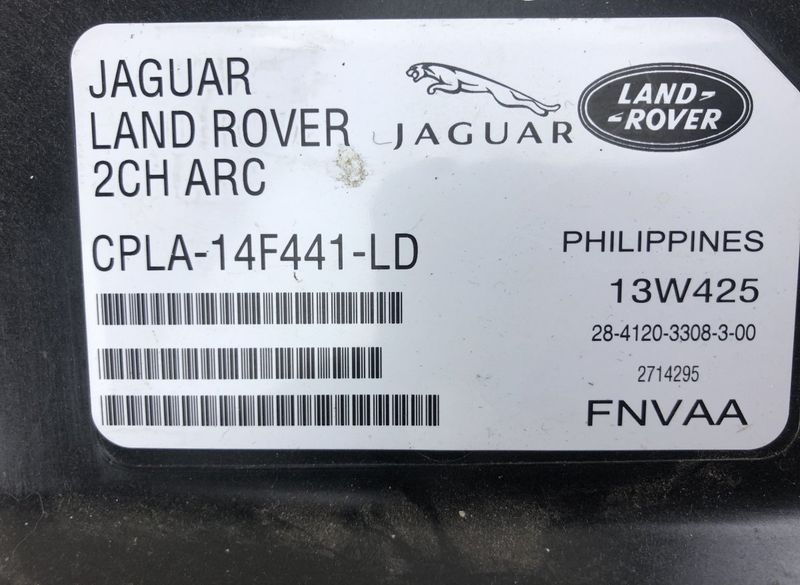 JAGUAR
LAND ROVER
2CH ARC
JAGUAR
LAND-
-ROVER
CPLA-14F441-LD
PHILIPPINES
13W425
28-4120-3308-3-00
2714295
FNVAA